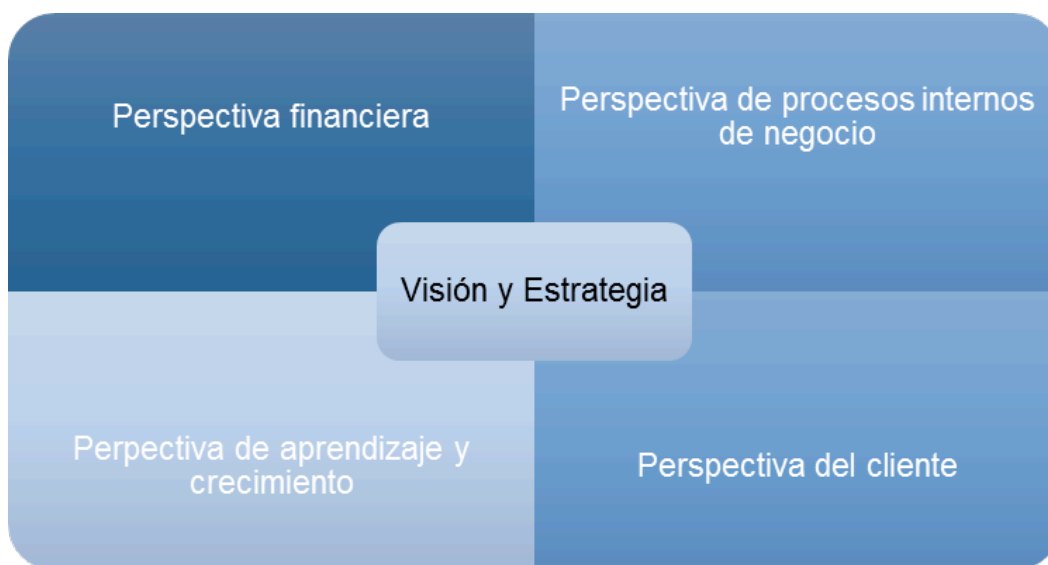 Perspectiva financiera
Perspectiva de procesos internos
de negocio
Visión y Estrategia
Perpectiva de aprendizaje y
crecimiento
Perspectiva del cliente